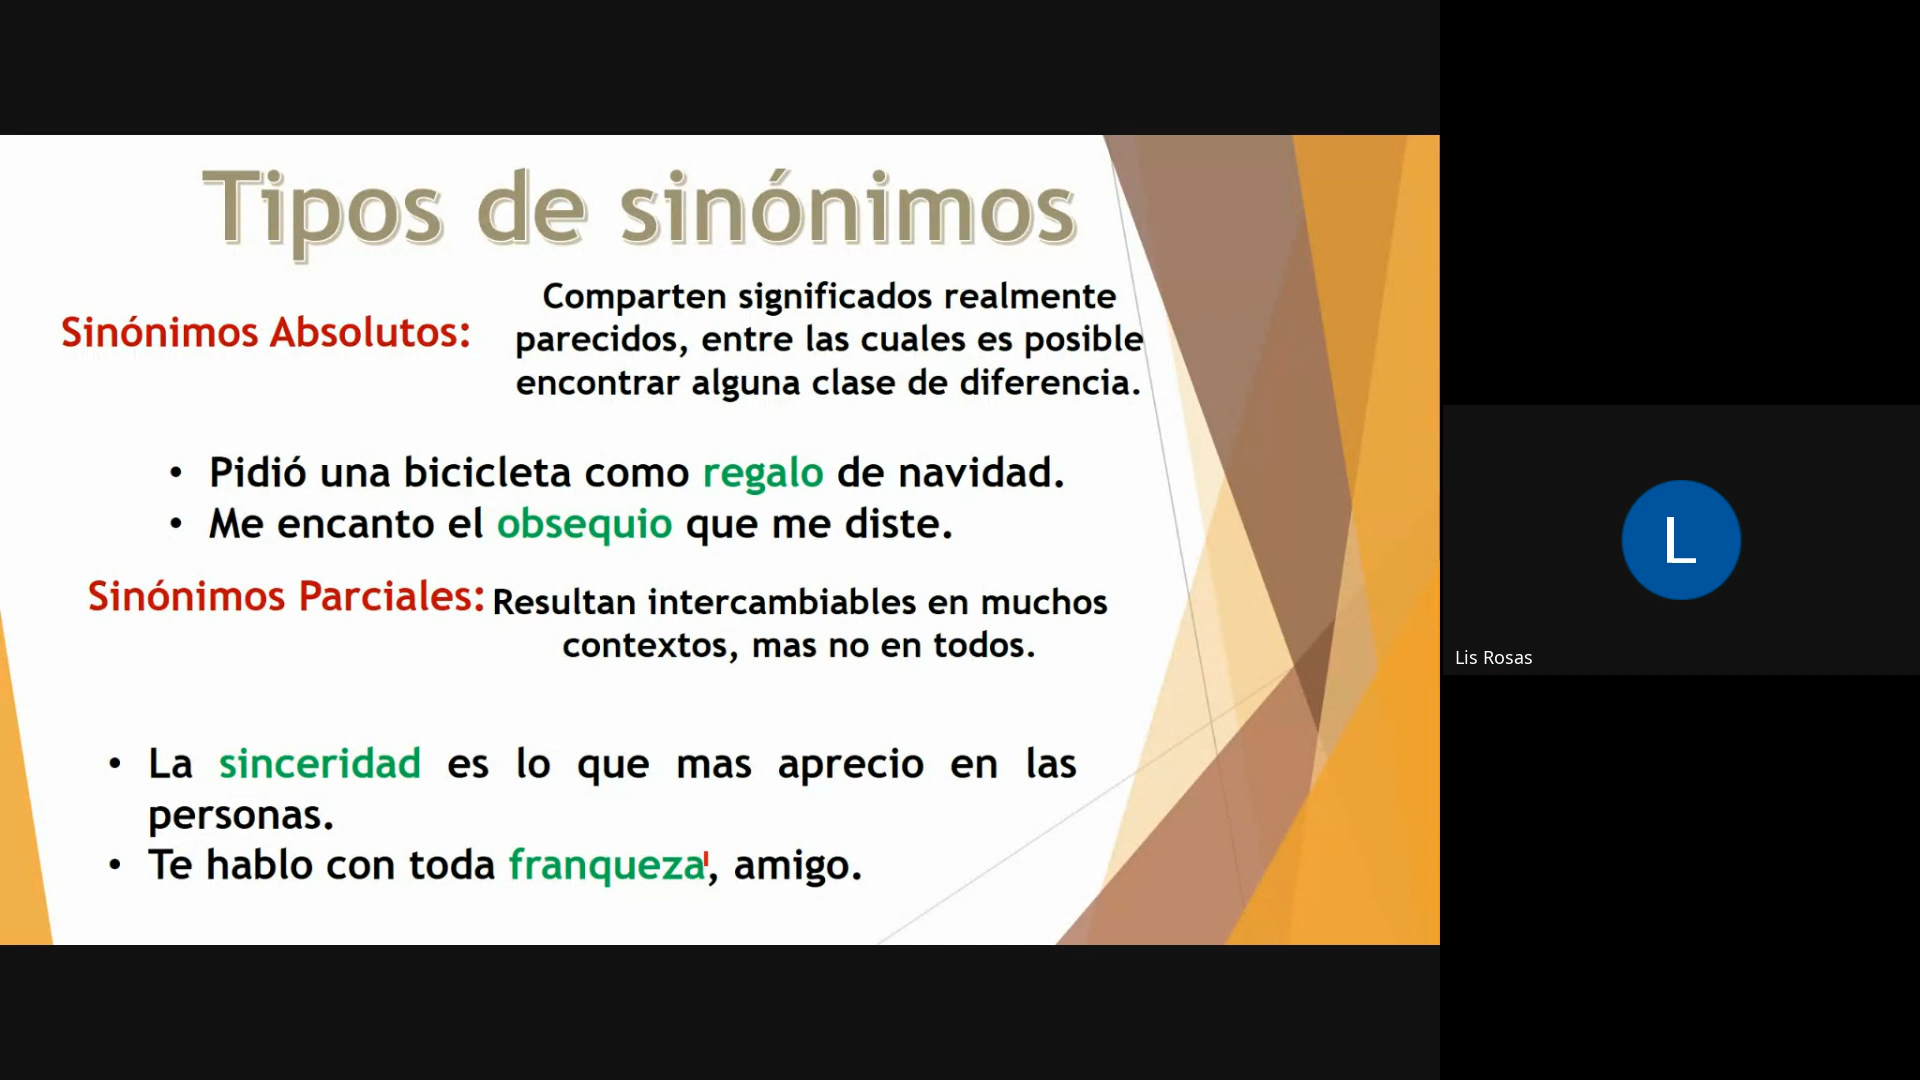 Tipos de sinónimos
Sinónimos Absolutos:
Comparten significados realmente
parecidos, entre las cuales es posible
encontrar alguna clase de diferencia.
• Pidió una bicicleta como regalo de navidad.
• Me encanto el obsequio que me diste.
Sinónimos Parciales:
Resultan intercambiables en muchos
contextos, mas no en todos.
• La sinceridad es lo que mas aprecio en las
personas.
• Te hablo con toda franqueza, amigo.
L
Lis Rosas